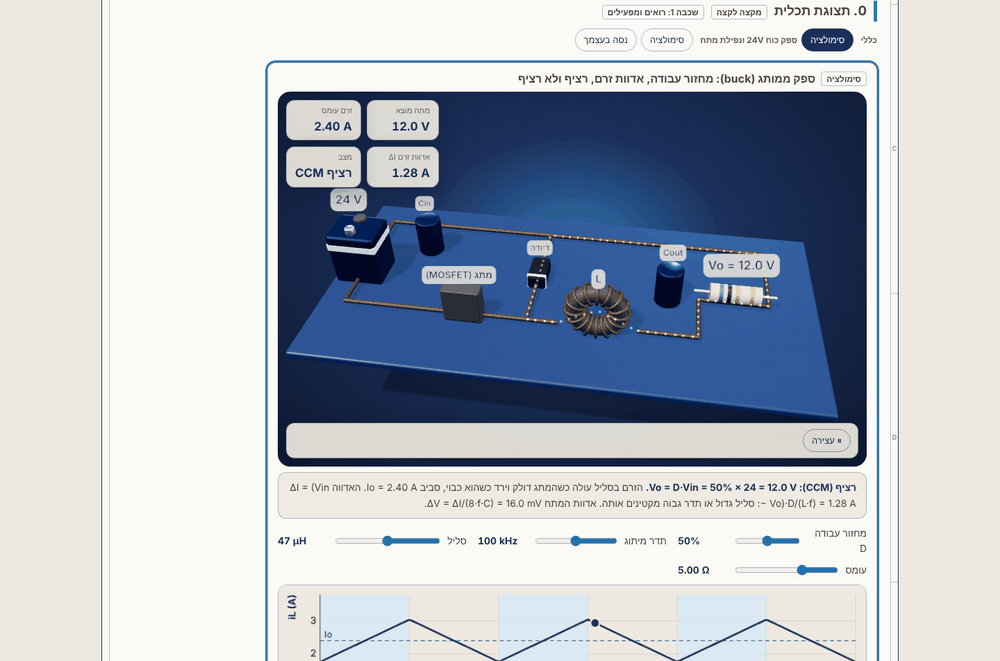 0. תצוגת תכלית מקצה לקצה שכבה 1: רואים ומפעילים
כללי סימולציה ספק כוח 24V ונפילת מתח סימולציה נסה בעצמך
סימולציה ספק ממותג (buck): מחזור עבודה, אדוות זרם, רציף ולא רציף
מתח מוצא
12.0 V
זרם עומס
2.40 A
אדוות זרם ΔI
1.28 A
מצב
רציף CCM
24 V
Cin
דיודה
מתג (MOSFET)
L
Cout
Vo = 12.0 V
⏸ עצירה
רציף (CCM): Vo = D·Vin = 50% × 24 = 12.0 V. הזרם בסליל עולה כשהמתג דולק ויורד כשהוא כבוי, סביב Io = 2.40 A. האדווה ΔI = (Vin
− Vo)·D/(L·f) = 1.28 A: סליל גדול או תדר גבוה מקטינים אותה. אדוות המתח ΔV = ΔI/(8·f·C) = 16.0 mV.
מחזור עבודה D 50% תדר מיתוג 100 kHz סליל 47 µH
עומס 5.00 Ω
iL (A)
3
Io
2
C
D